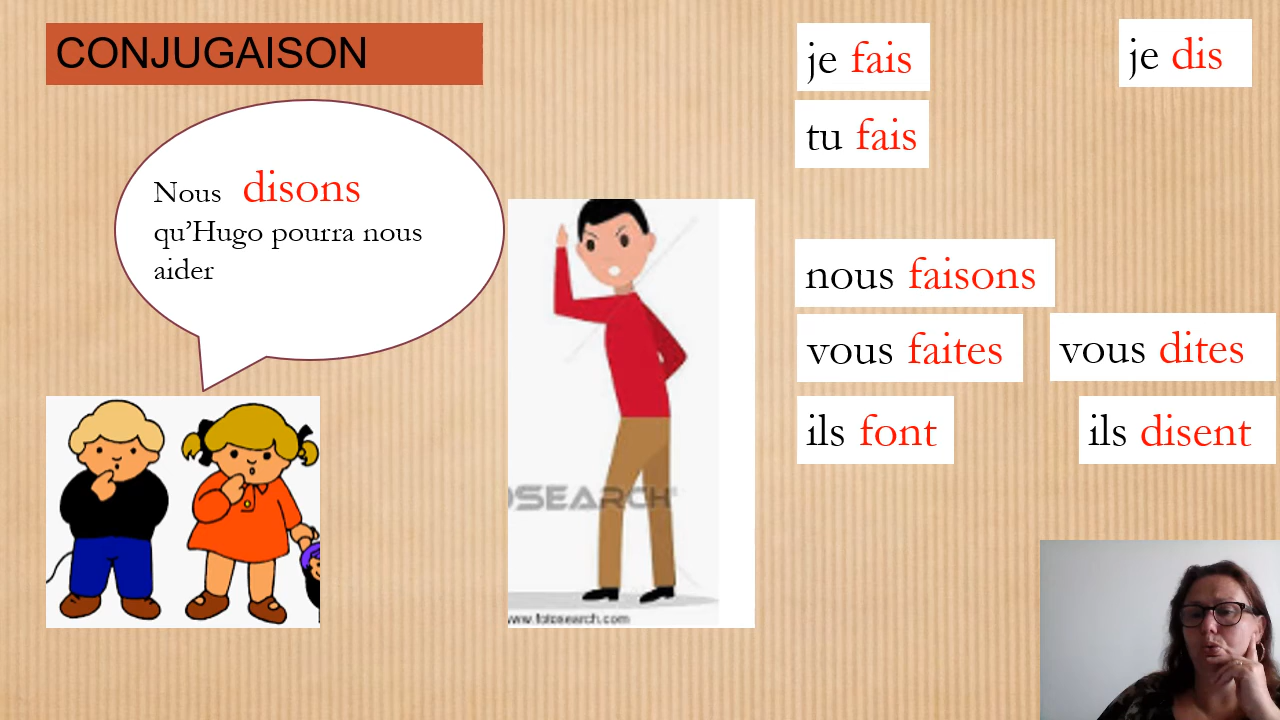 CONJUGAISON
Nous disons
qu’Hugo pourra nous
aider
je fais
tu fais
nous faisons
vous faites
ils font
je dis
vous dites
ils disent
www.fotosearch.com